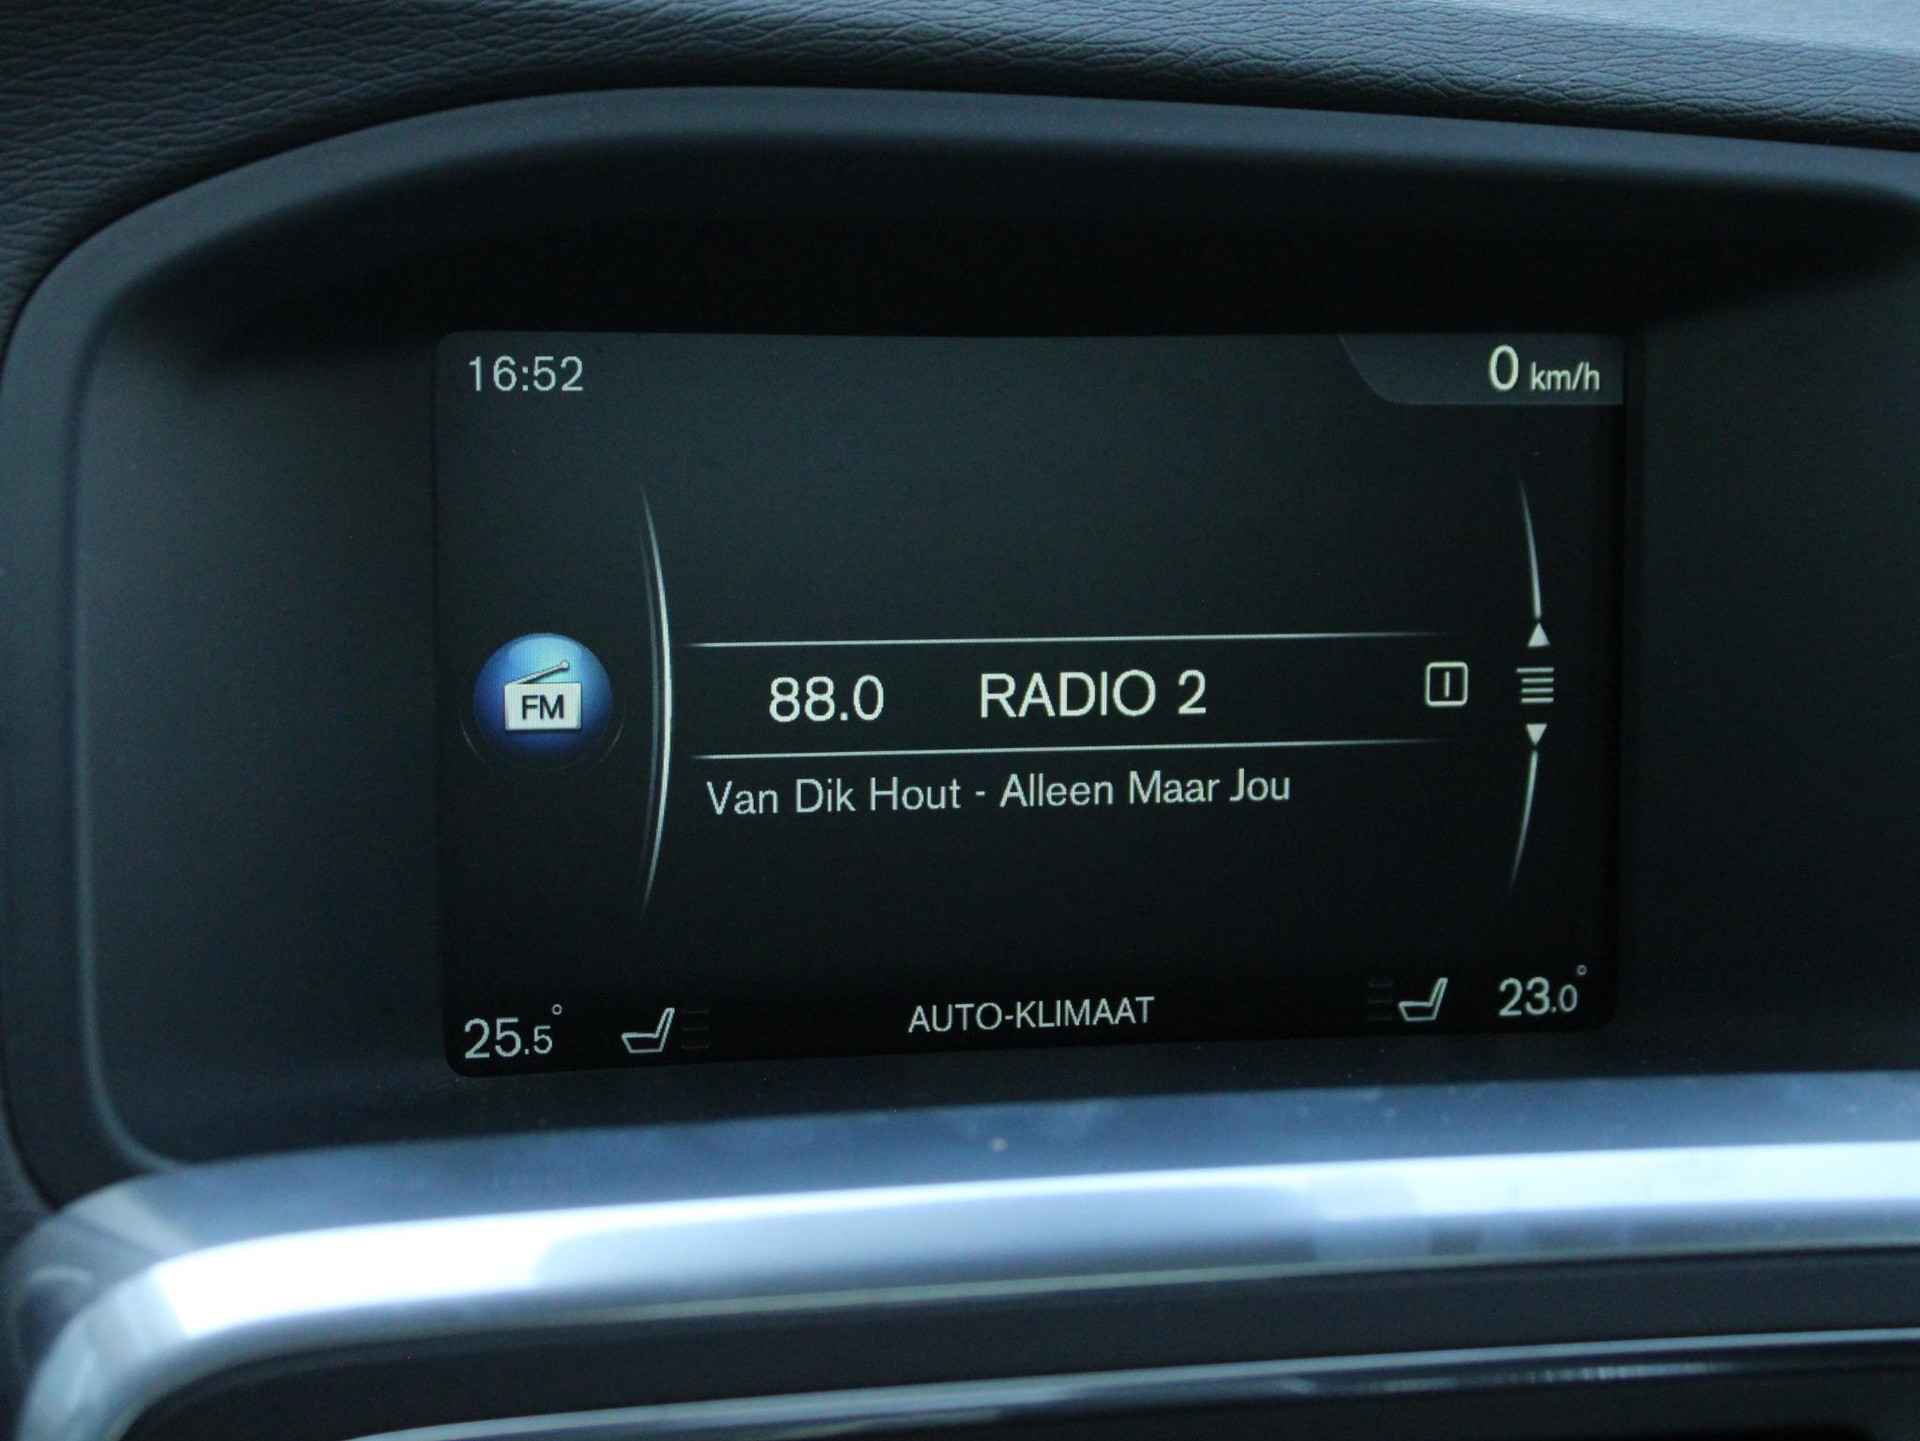 16:52
0 km/h
FM
88.0 RADIO 2
Van Dik Hout - Alleen Maar Jou
25.5° AUTO-KLIMAAT 23.0°